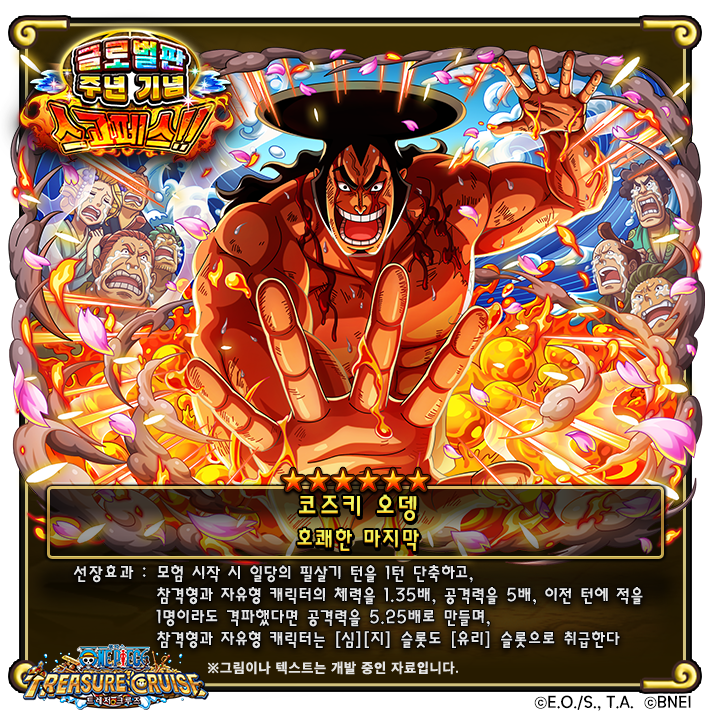 글로벌판
주년 기념
스고페스!!
코즈키 오뎅
호쾌한 마지막
선장효과 : 모험 시작 시 일당의 필살기 턴을 1턴 단축하고,
참격형과 자유형 캐릭터의 체력을 1.35배, 공격력을 5배, 이전 턴에 적을
1명이라도 격파했다면 공격력을 5.25배로 만들며,
참격형과 자유형 캐릭터는 [심][지] 슬롯도 [유리] 슬롯으로 취급한다
※그림이나 텍스트는 개발 중인 자료입니다.
ONE PIECE
TREASURE CRUISE
트레저 크루즈
©E.O./S., T.A. ©BNEI